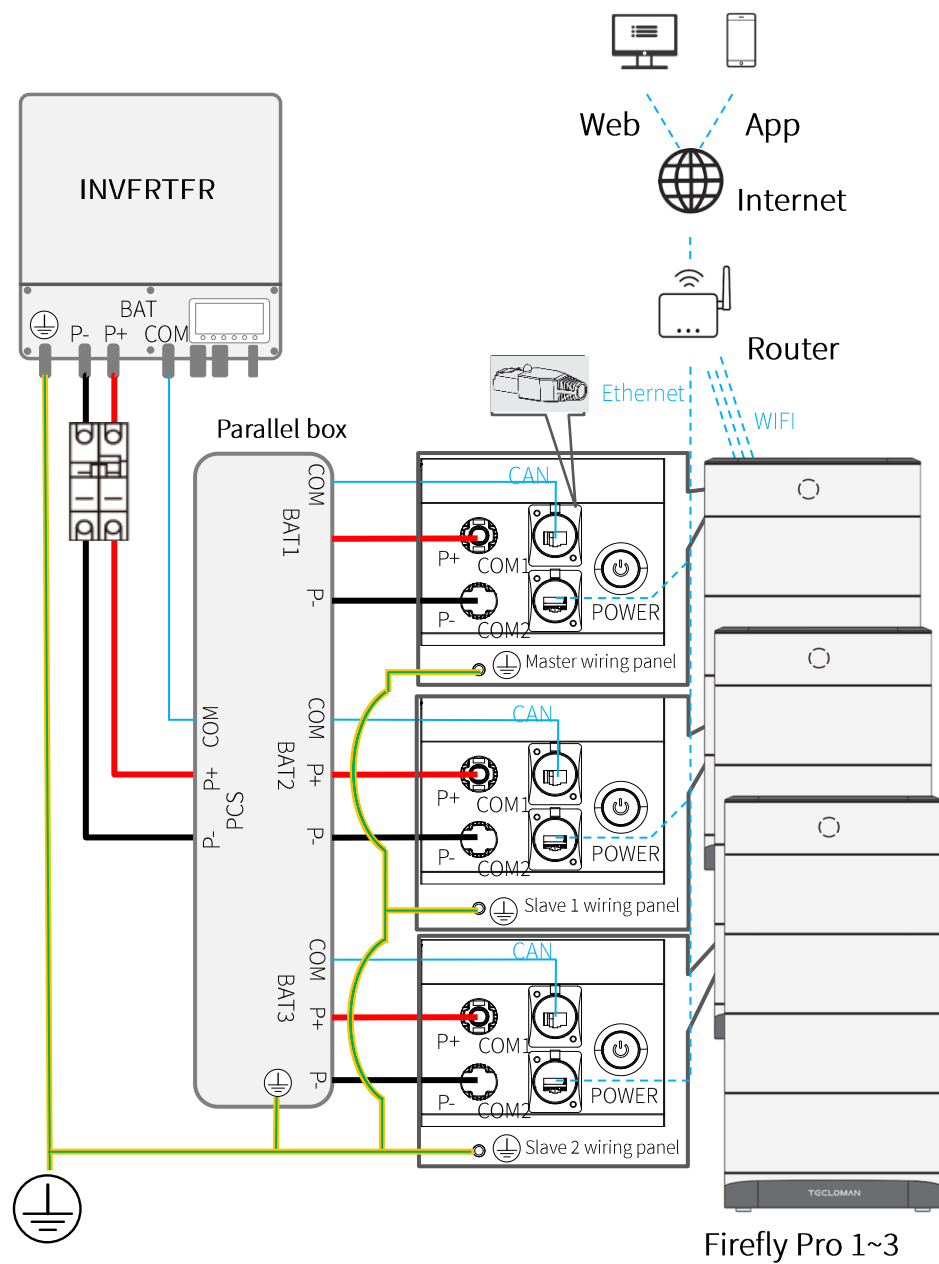 Web
App
Internet
INVERTER
BAT
P-
P+
COM
Router
Ethernet
WIFI
Parallel box
COM
BAT1
P-
CAN
P+
COM1
P-
COM2
POWER
Master wiring panel
COM
P+
PCS
P-
COM
BAT2
P+
P-
CAN
P+
COM1
P-
COM2
POWER
Slave 1 wiring panel
COM
BAT3
P+
P-
CAN
P+
COM1
P-
COM2
POWER
Slave 2 wiring panel
TECLOMAN
Firefly Pro 1~3